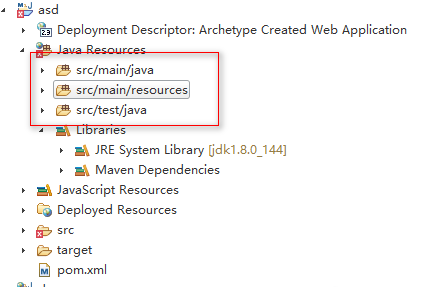 asd
Deployment Descriptor: Archetype Created Web Application
Java Resources
src/main/java
src/main/resources
src/test/java
Libraries
JRE System Library [jdk1.8.0_144]
Maven Dependencies
JavaScript Resources
Deployed Resources
src
target
pom.xml